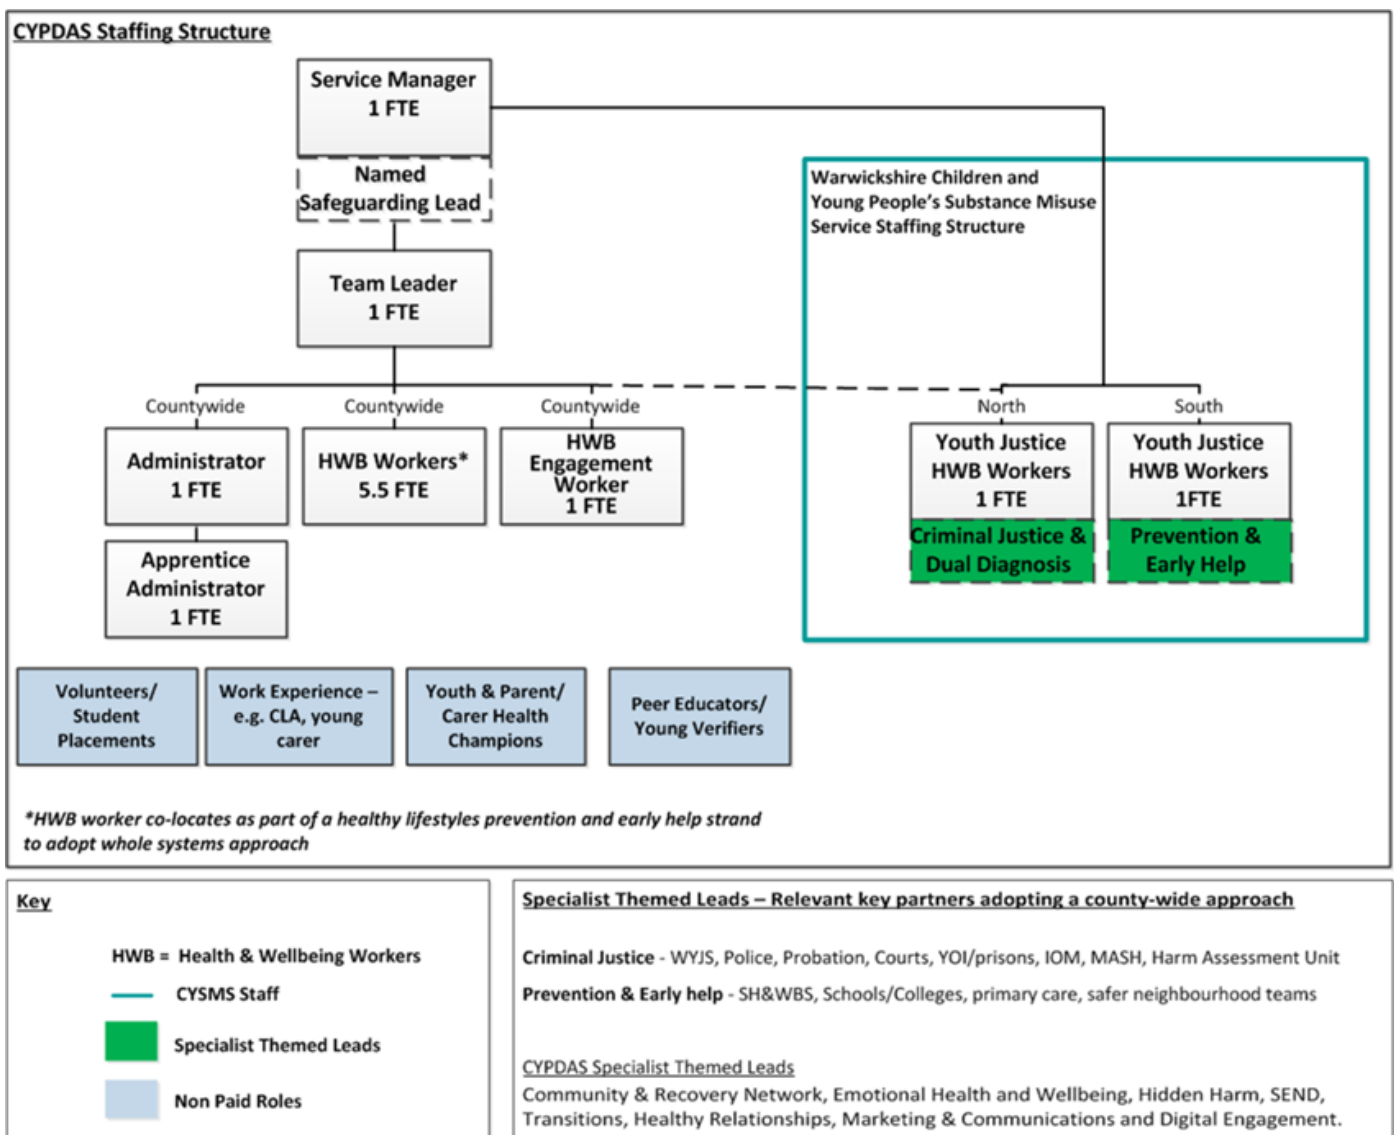 CYPDAS Staffing Structure
Service Manager
1 FTE
Named
Safeguarding Lead
Team Leader
1 FTE
Warwickshire Children and
Young People's Substance Misuse
Service Staffing Structure
Countywide
Countywide
Countywide
North
South
Administrator
1 FTE
HWB Workers*
5.5 FTE
HWB
Engagement
Worker
1 FTE
Youth Justice
HWB Workers
1 FTE
Criminal Justice &
Dual Diagnosis
Youth Justice
HWB Workers
1FTE
Prevention &
Early Help
Apprentice
Administrator
1 FTE
Volunteers/
Student
Placements
Work Experience –
e.g. CLA, young
carer
Youth & Parent/
Carer Health
Champions
Peer Educators/
Young Verifiers
*HWB worker co-locates as part of a healthy lifestyles prevention and early help strand
to adopt whole systems approach
Key
HWB = Health & Wellbeing Workers
CYSMS Staff
Specialist Themed Leads
Non Paid Roles
Specialist Themed Leads – Relevant key partners adopting a county-wide approach
Criminal Justice - WYJS, Police, Probation, Courts, YOI/prisons, IOM, MASH, Harm Assessment Unit
Prevention & Early help - SH&WBS, Schools/Colleges, primary care, safer neighbourhood teams
CYPDAS Specialist Themed Leads
Community & Recovery Network, Emotional Health and Wellbeing, Hidden Harm, SEND,
Transitions, Healthy Relationships, Marketing & Communications and Digital Engagement.